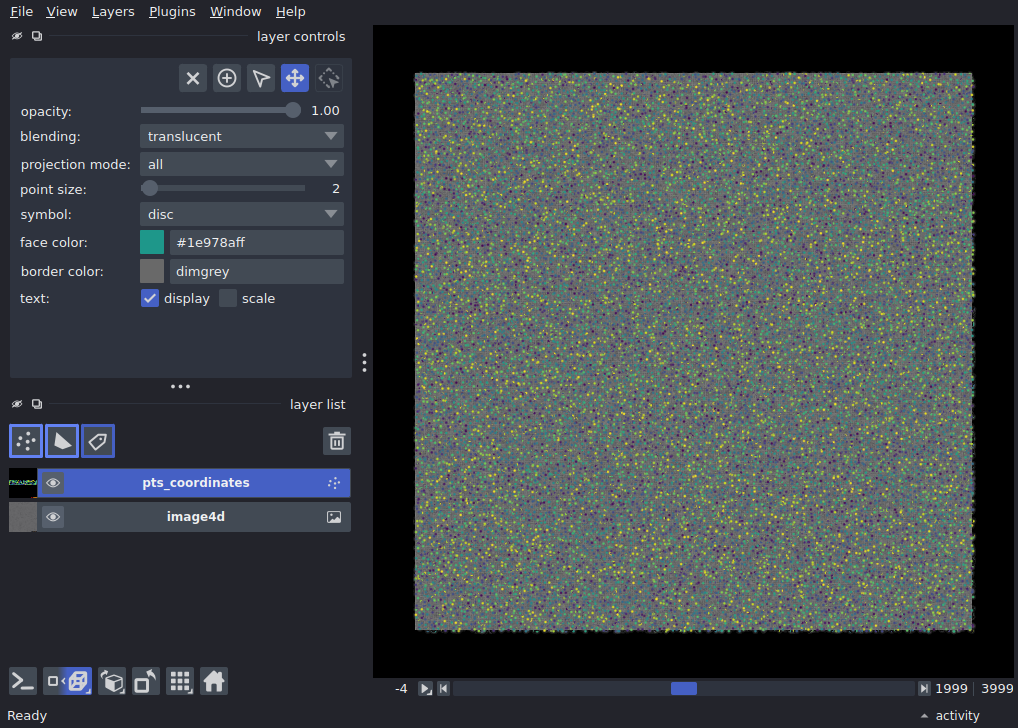 File View Layers Plugins Window Help
layer controls
opacity: 1.00
blending: translucent
projection mode: all
point size: 2
symbol: disc
face color: #1e978aff
border color: dimgrey
text: display scale
layer list
pts_coordinates
image4d
-4 1999 3999
Ready activity